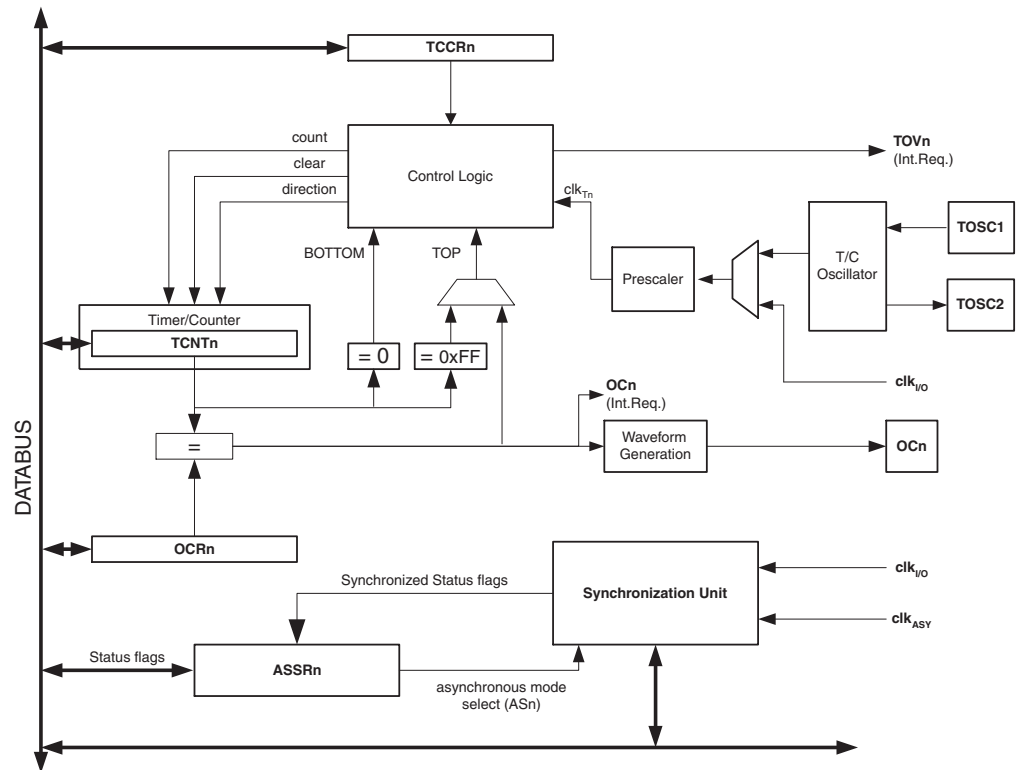 TCCRn
count
clear
direction
Control Logic
TOVn
(Int.Req.)
clkTn
BOTTOM
TOP
Prescaler
T/C
Oscillator
TOSC1
TOSC2
Timer/Counter
TCNTn
= 0
= 0xFF
clkI/O
OCn
(Int.Req.)
=
Waveform
Generation
OCn
DATABUS
OCRn
Synchronized Status flags
Synchronization Unit
clkI/O
clkASY
Status flags
ASSRn
asynchronous mode
select (ASn)